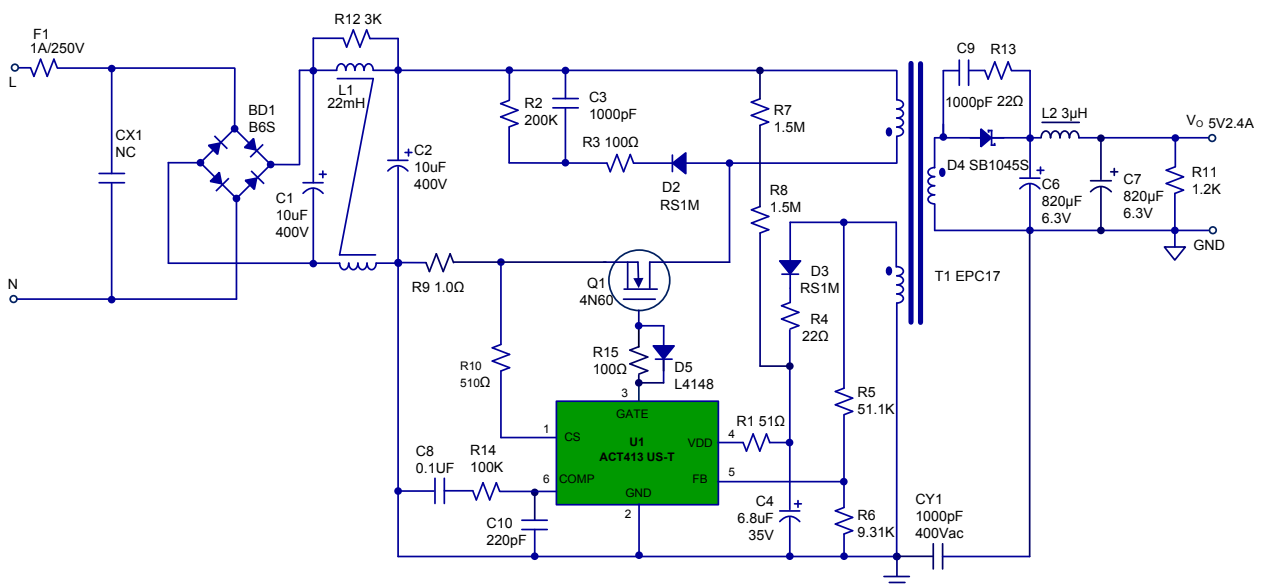 F1
1A/250V
L
N
CX1
NC
BD1
B6S
R12 3K
L1
22mH
C1
10uF
400V
C2
10uF
400V
R2
200K
C3
1000pF
R3 100Ω
D2
RS1M
R7
1.5M
R8
1.5M
R9 1.0Ω
Q1
4N60
D3
RS1M
R4
22Ω
R10
510Ω
R15
100Ω
D5
L4148
T1 EPC17
C9
R13
1000pF
22Ω
L2 3µH
D4 SB1045S
VO 5V2.4A
C6
820µF
6.3V
C7
820µF
6.3V
R11
1.2K
GND
3
GATE
1
CS
U1
ACT413 US-T
VDD
4
R1 51Ω
R5
51.1K
C8
0.1UF
R14
100K
6
COMP
FB
5
GND
2
C10
220pF
C4
6.8uF
35V
R6
9.31K
CY1
1000pF
400Vac